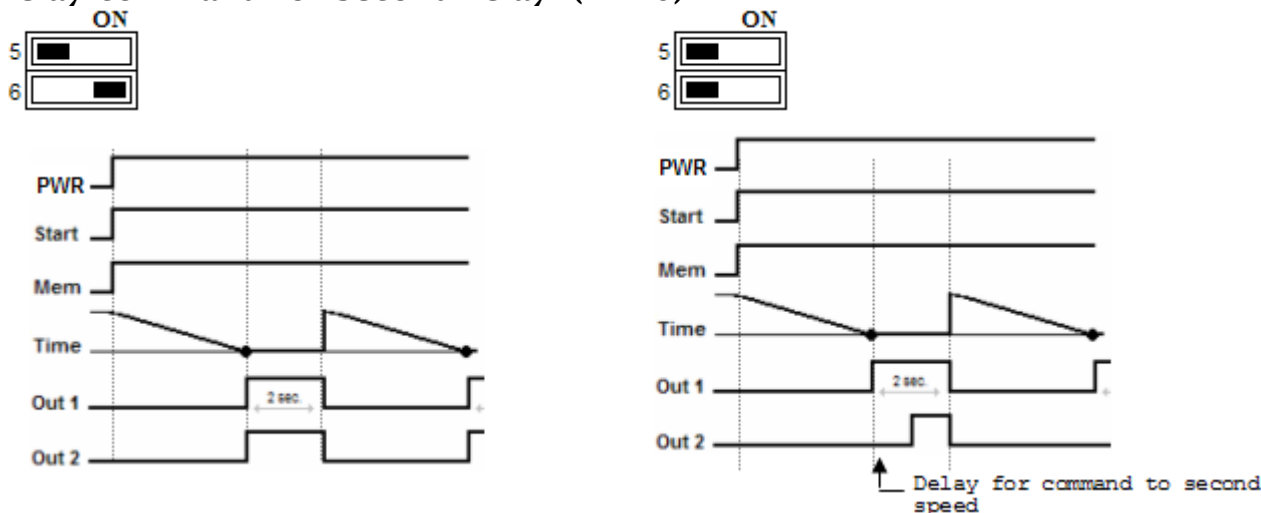 ON
5
6
PWR
Start
Mem
Time
Out 1
2 sec.
Out 2
ON
5
6
PWR
Start
Mem
Time
Out 1
2 sec.
Out 2
Delay for command to second
speed